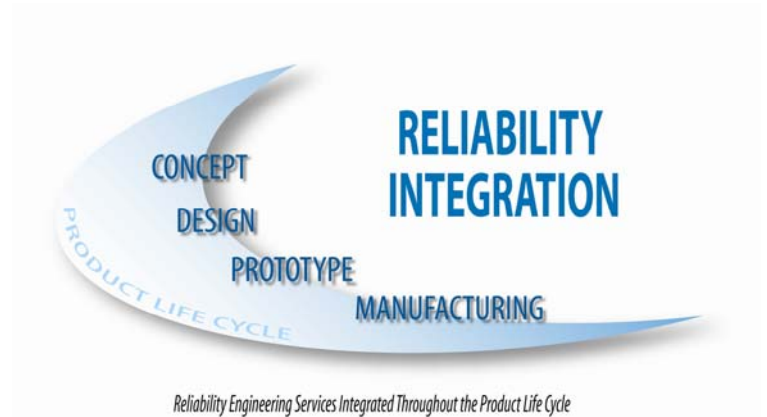 RELIABILITY
INTEGRATION
CONCEPT
DESIGN
PROTOTYPE
MANUFACTURING
PRODUCT LIFE CYCLE
Reliability Engineering Services Integrated Throughout the Product Life Cycle